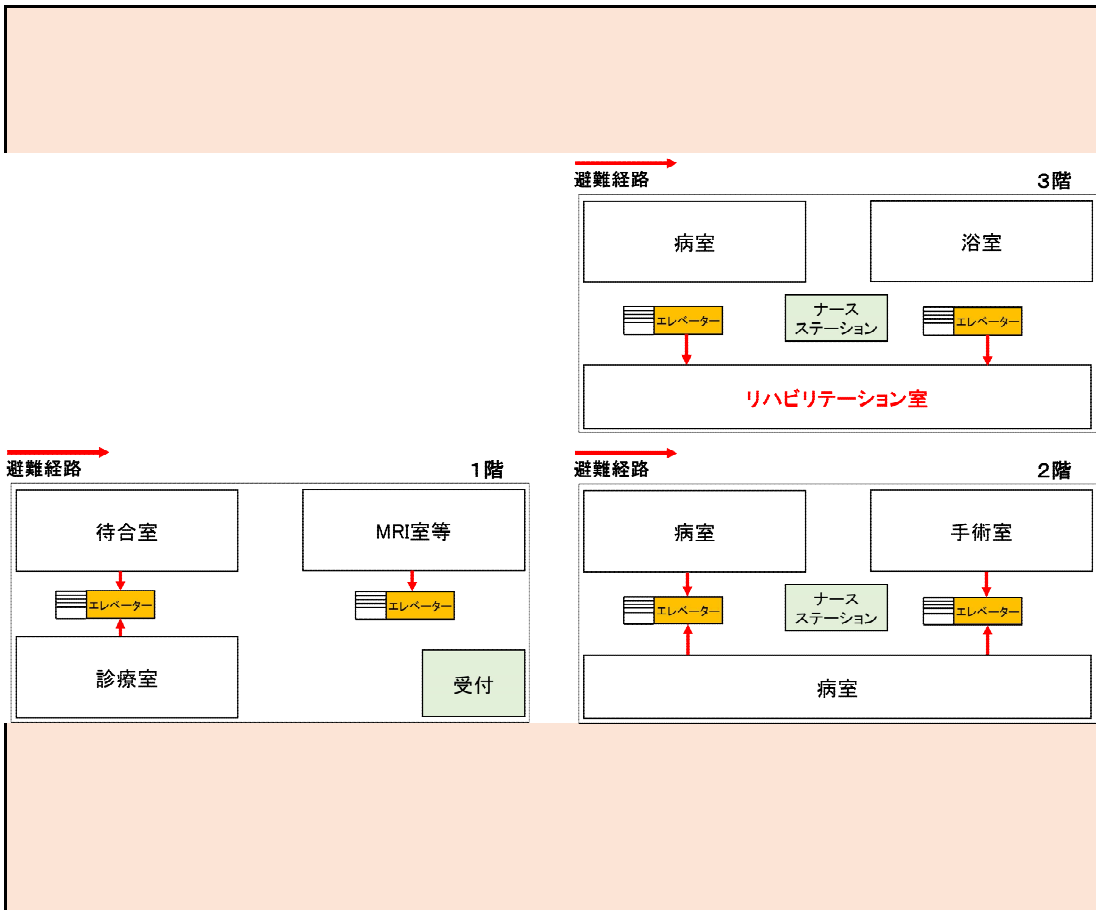 避難経路
3階
病室
浴室
エレベーター
ナース
ステーション
エレベーター
リハビリテーション室
避難経路
1階
待合室
MRI室等
エレベーター
エレベーター
診療室
受付
避難経路
2階
病室
手術室
エレベーター
ナース
ステーション
エレベーター
病室